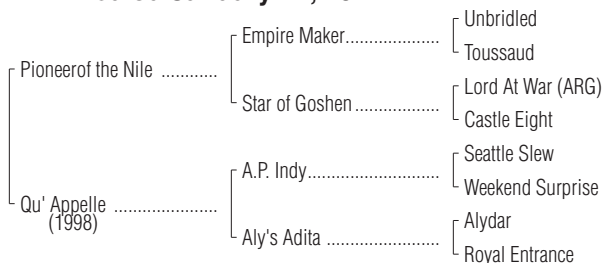 Unbridled
Empire Maker....................
Toussaud
Pioneerof the Nile ............
Lord At War (ARG)
Star of Goshen..................
Castle Eight
Seattle Slew
A.P. Indy............................
Weekend Surprise
Qu' Appelle ......................
(1998)
Alydar
Aly's Adita ........................
Royal Entrance